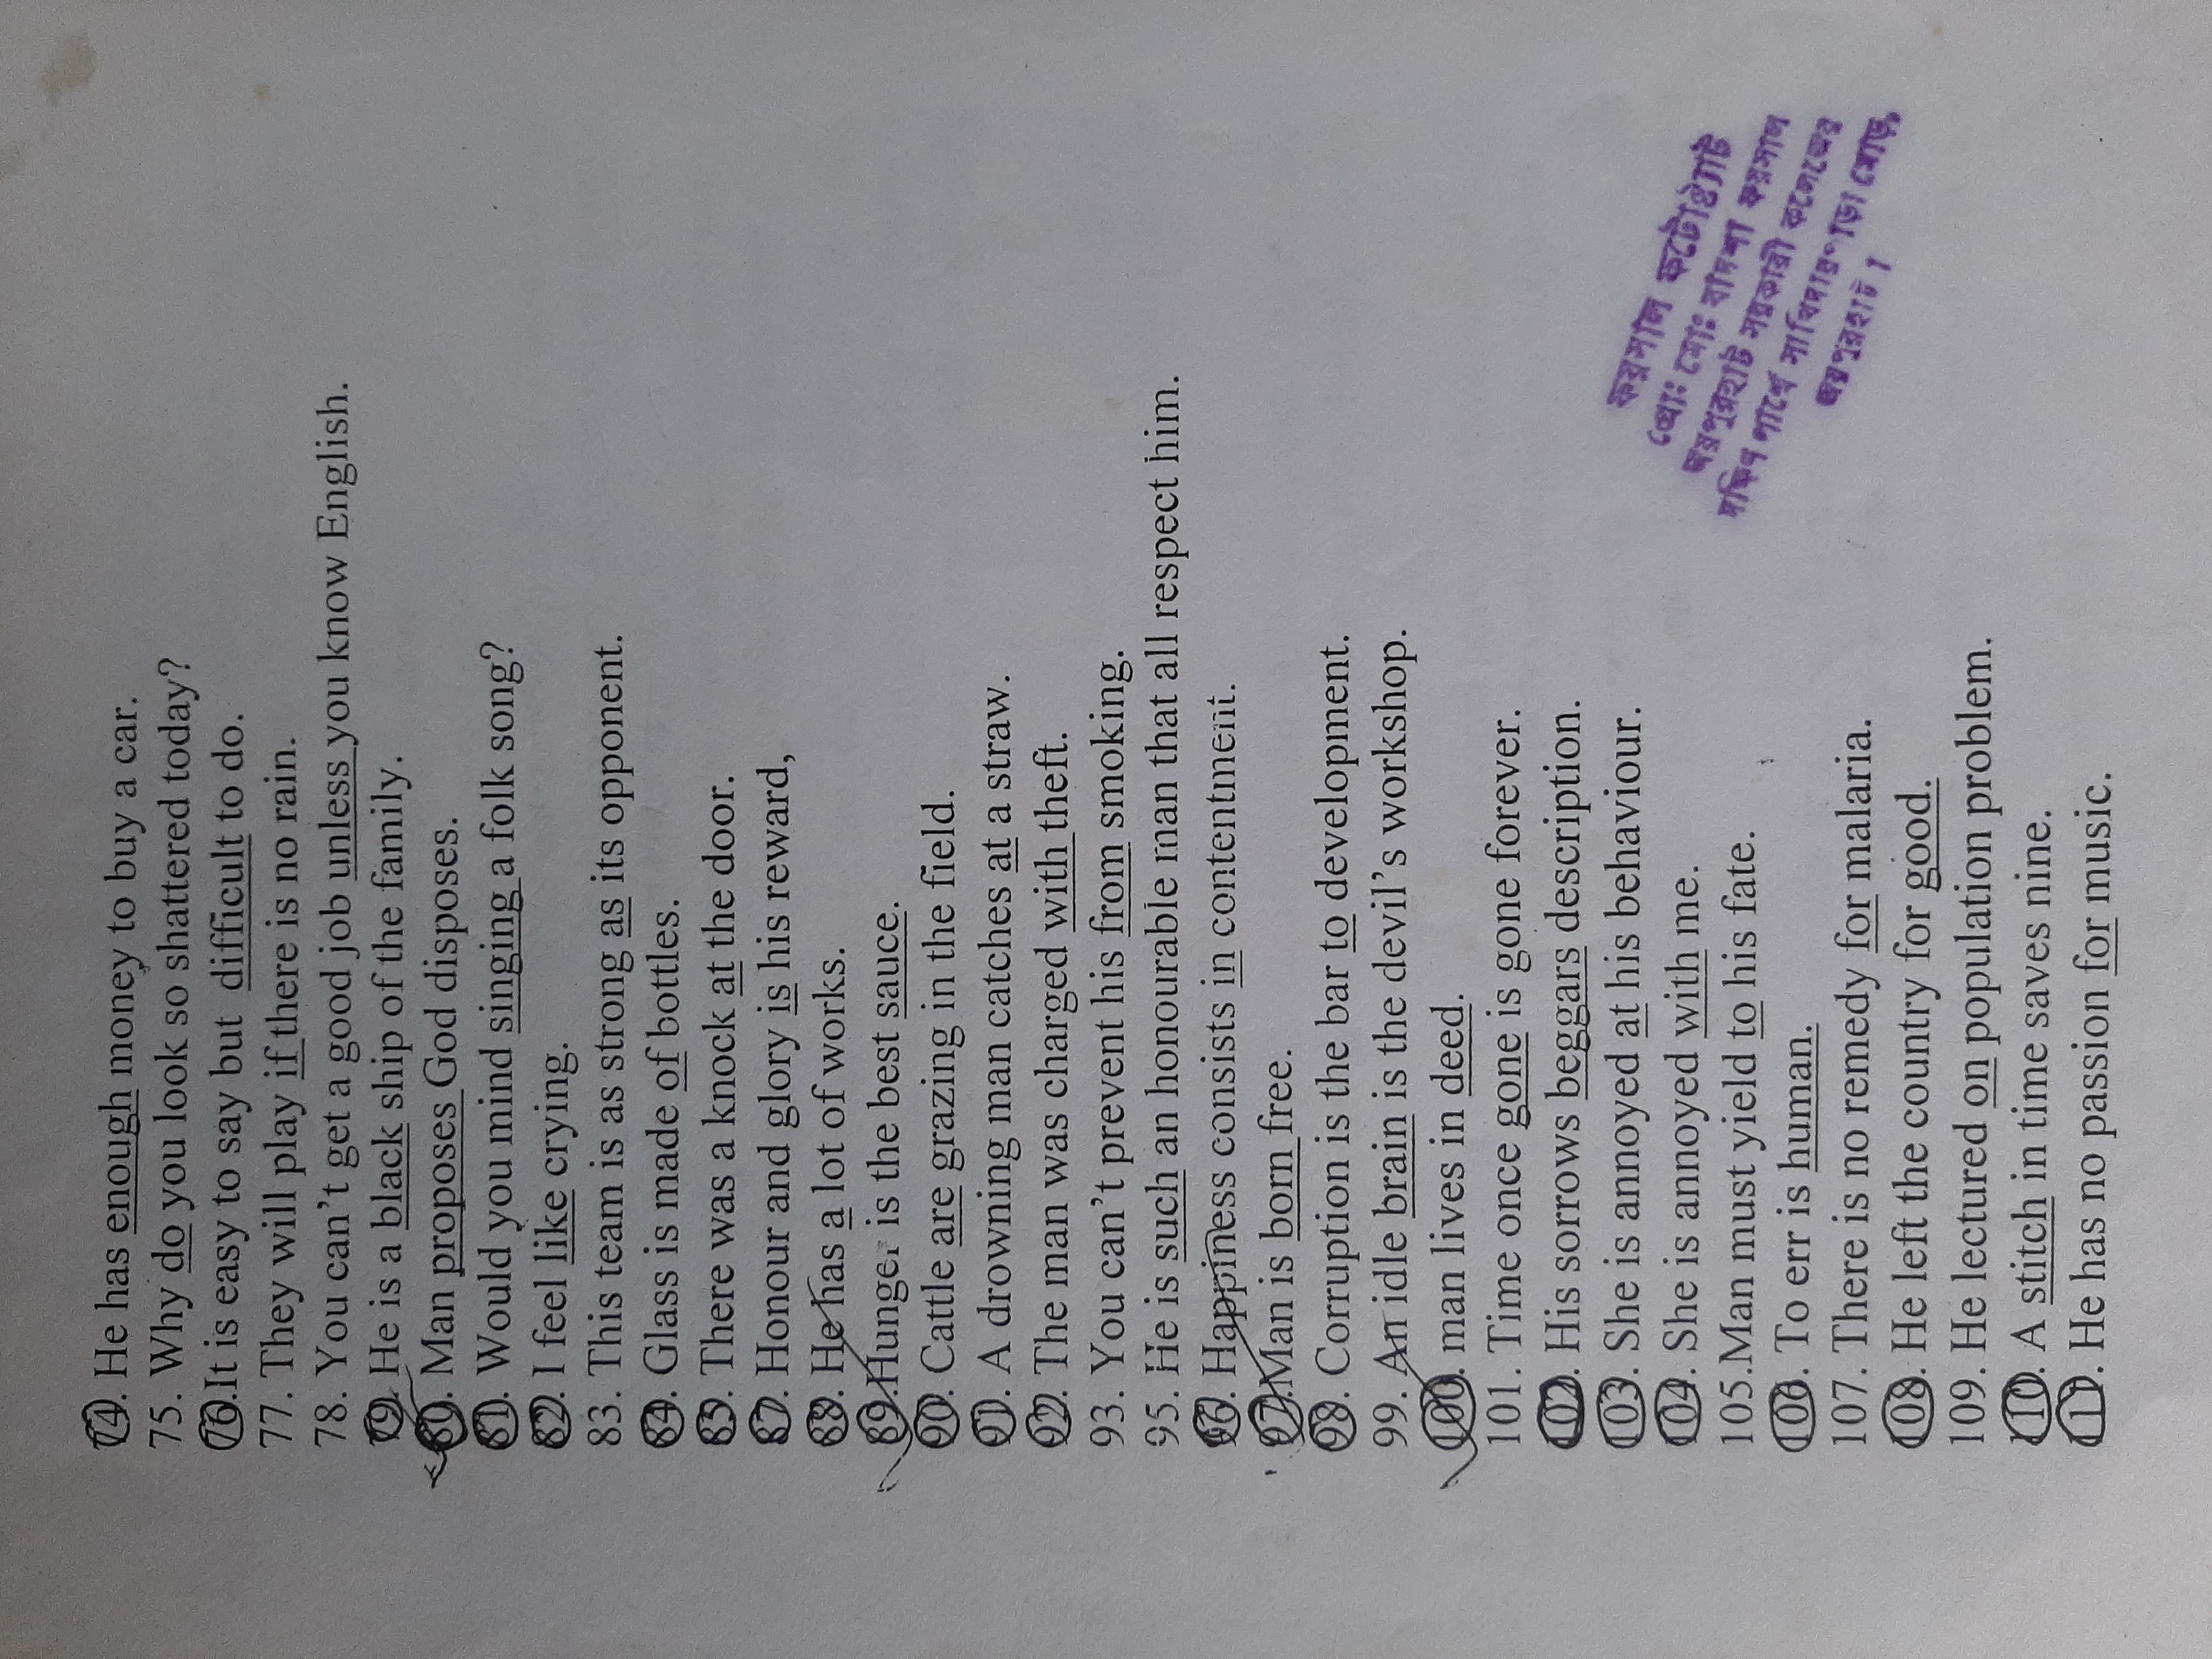 74. He has enough money to buy a car.
75. Why do you look so shattered today?
76.It is easy to say but difficult to do.
77. They will play if there is no rain.
78. You can't get a good job unless you know English.
79. He is a black ship of the family.
80. Man proposes God disposes.
81. Would you mind singing a folk song?
82. I feel like crying.
83. This team is as strong as its opponent.
84. Glass is made of bottles.
85. There was a knock at the door.
87. Honour and glory is his reward,
88. He has a lot of works.
89.Hunger is the best sauce.
90. Cattle are grazing in the field.
91. A drowning man catches at a straw.
92. The man was charged with theft.
93. You can't prevent his from smoking.
95. He is such an honourable man that all respect him.
96. Happiness consists in contentment.
97.Man is born free.
98. Corruption is the bar to development.
99. An idle brain is the devil's workshop.
100. man lives in deed.
101. Time once gone is gone forever.
102. His sorrows beggars description.
103. She is annoyed at his behaviour.
104. She is annoyed with me.
105.Man must yield to his fate.
106. To err is human.
107. There is no remedy for malaria.
108. He left the country for good.
109. He lectured on population problem.
110. A stitch in time saves nine.
111. He has no passion for music.
ফয়সাল ফটোষ্ট্যাট
প্রোঃ মোঃ বাদশা ফয়সাল
জয়পুরহাট সরকারী কলেজের
দক্ষিণ পার্শ্বে মোড়,
জয়পুরহাট ।